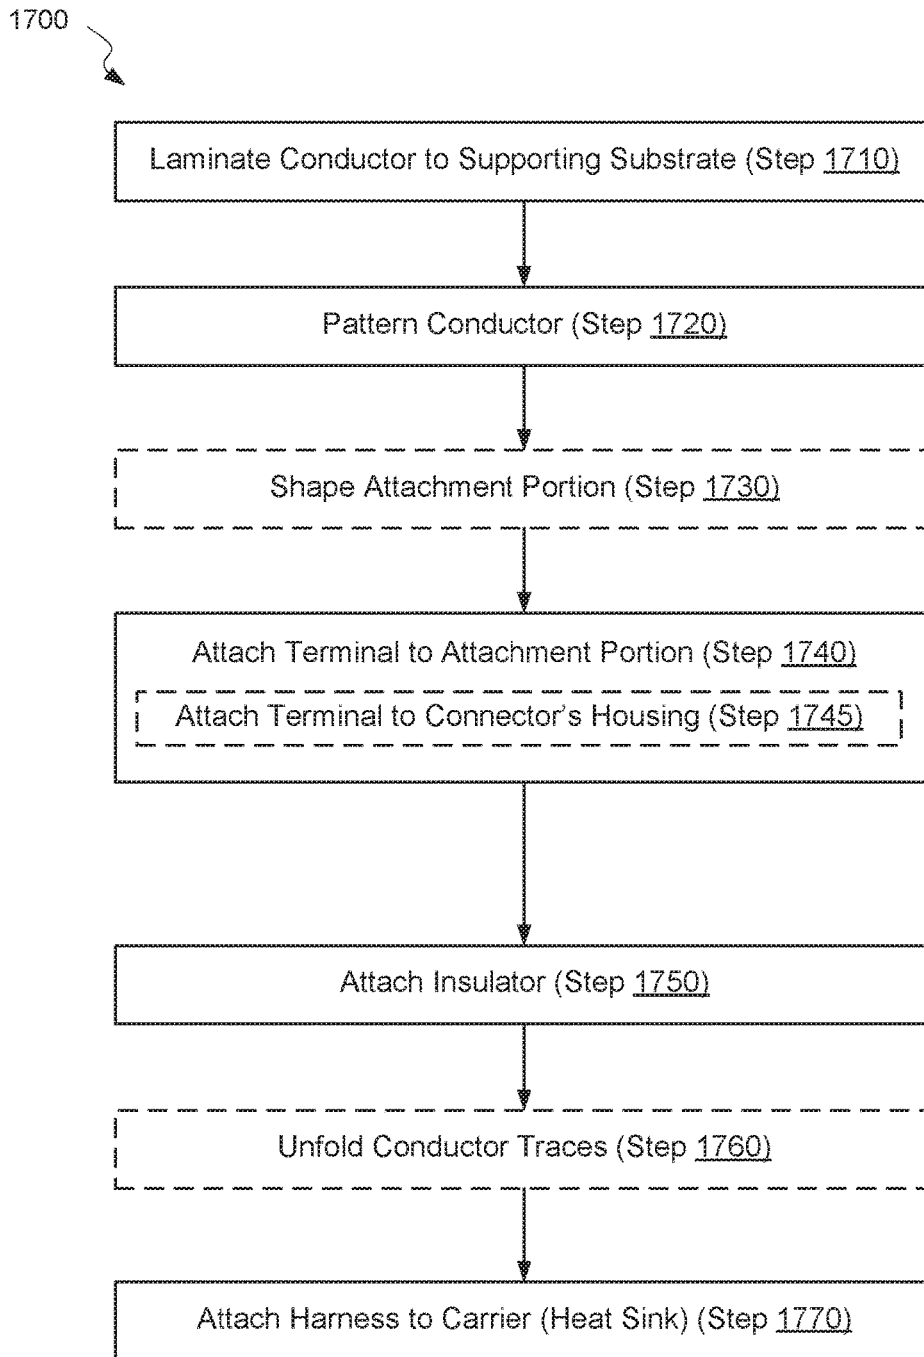 1700
Laminate Conductor to Supporting Substrate (Step 1710)
Pattern Conductor (Step 1720)
Shape Attachment Portion (Step 1730)
Attach Terminal to Attachment Portion (Step 1740)
Attach Terminal to Connector's Housing (Step 1745)
Attach Insulator (Step 1750)
Unfold Conductor Traces (Step 1760)
Attach Harness to Carrier (Heat Sink) (Step 1770)